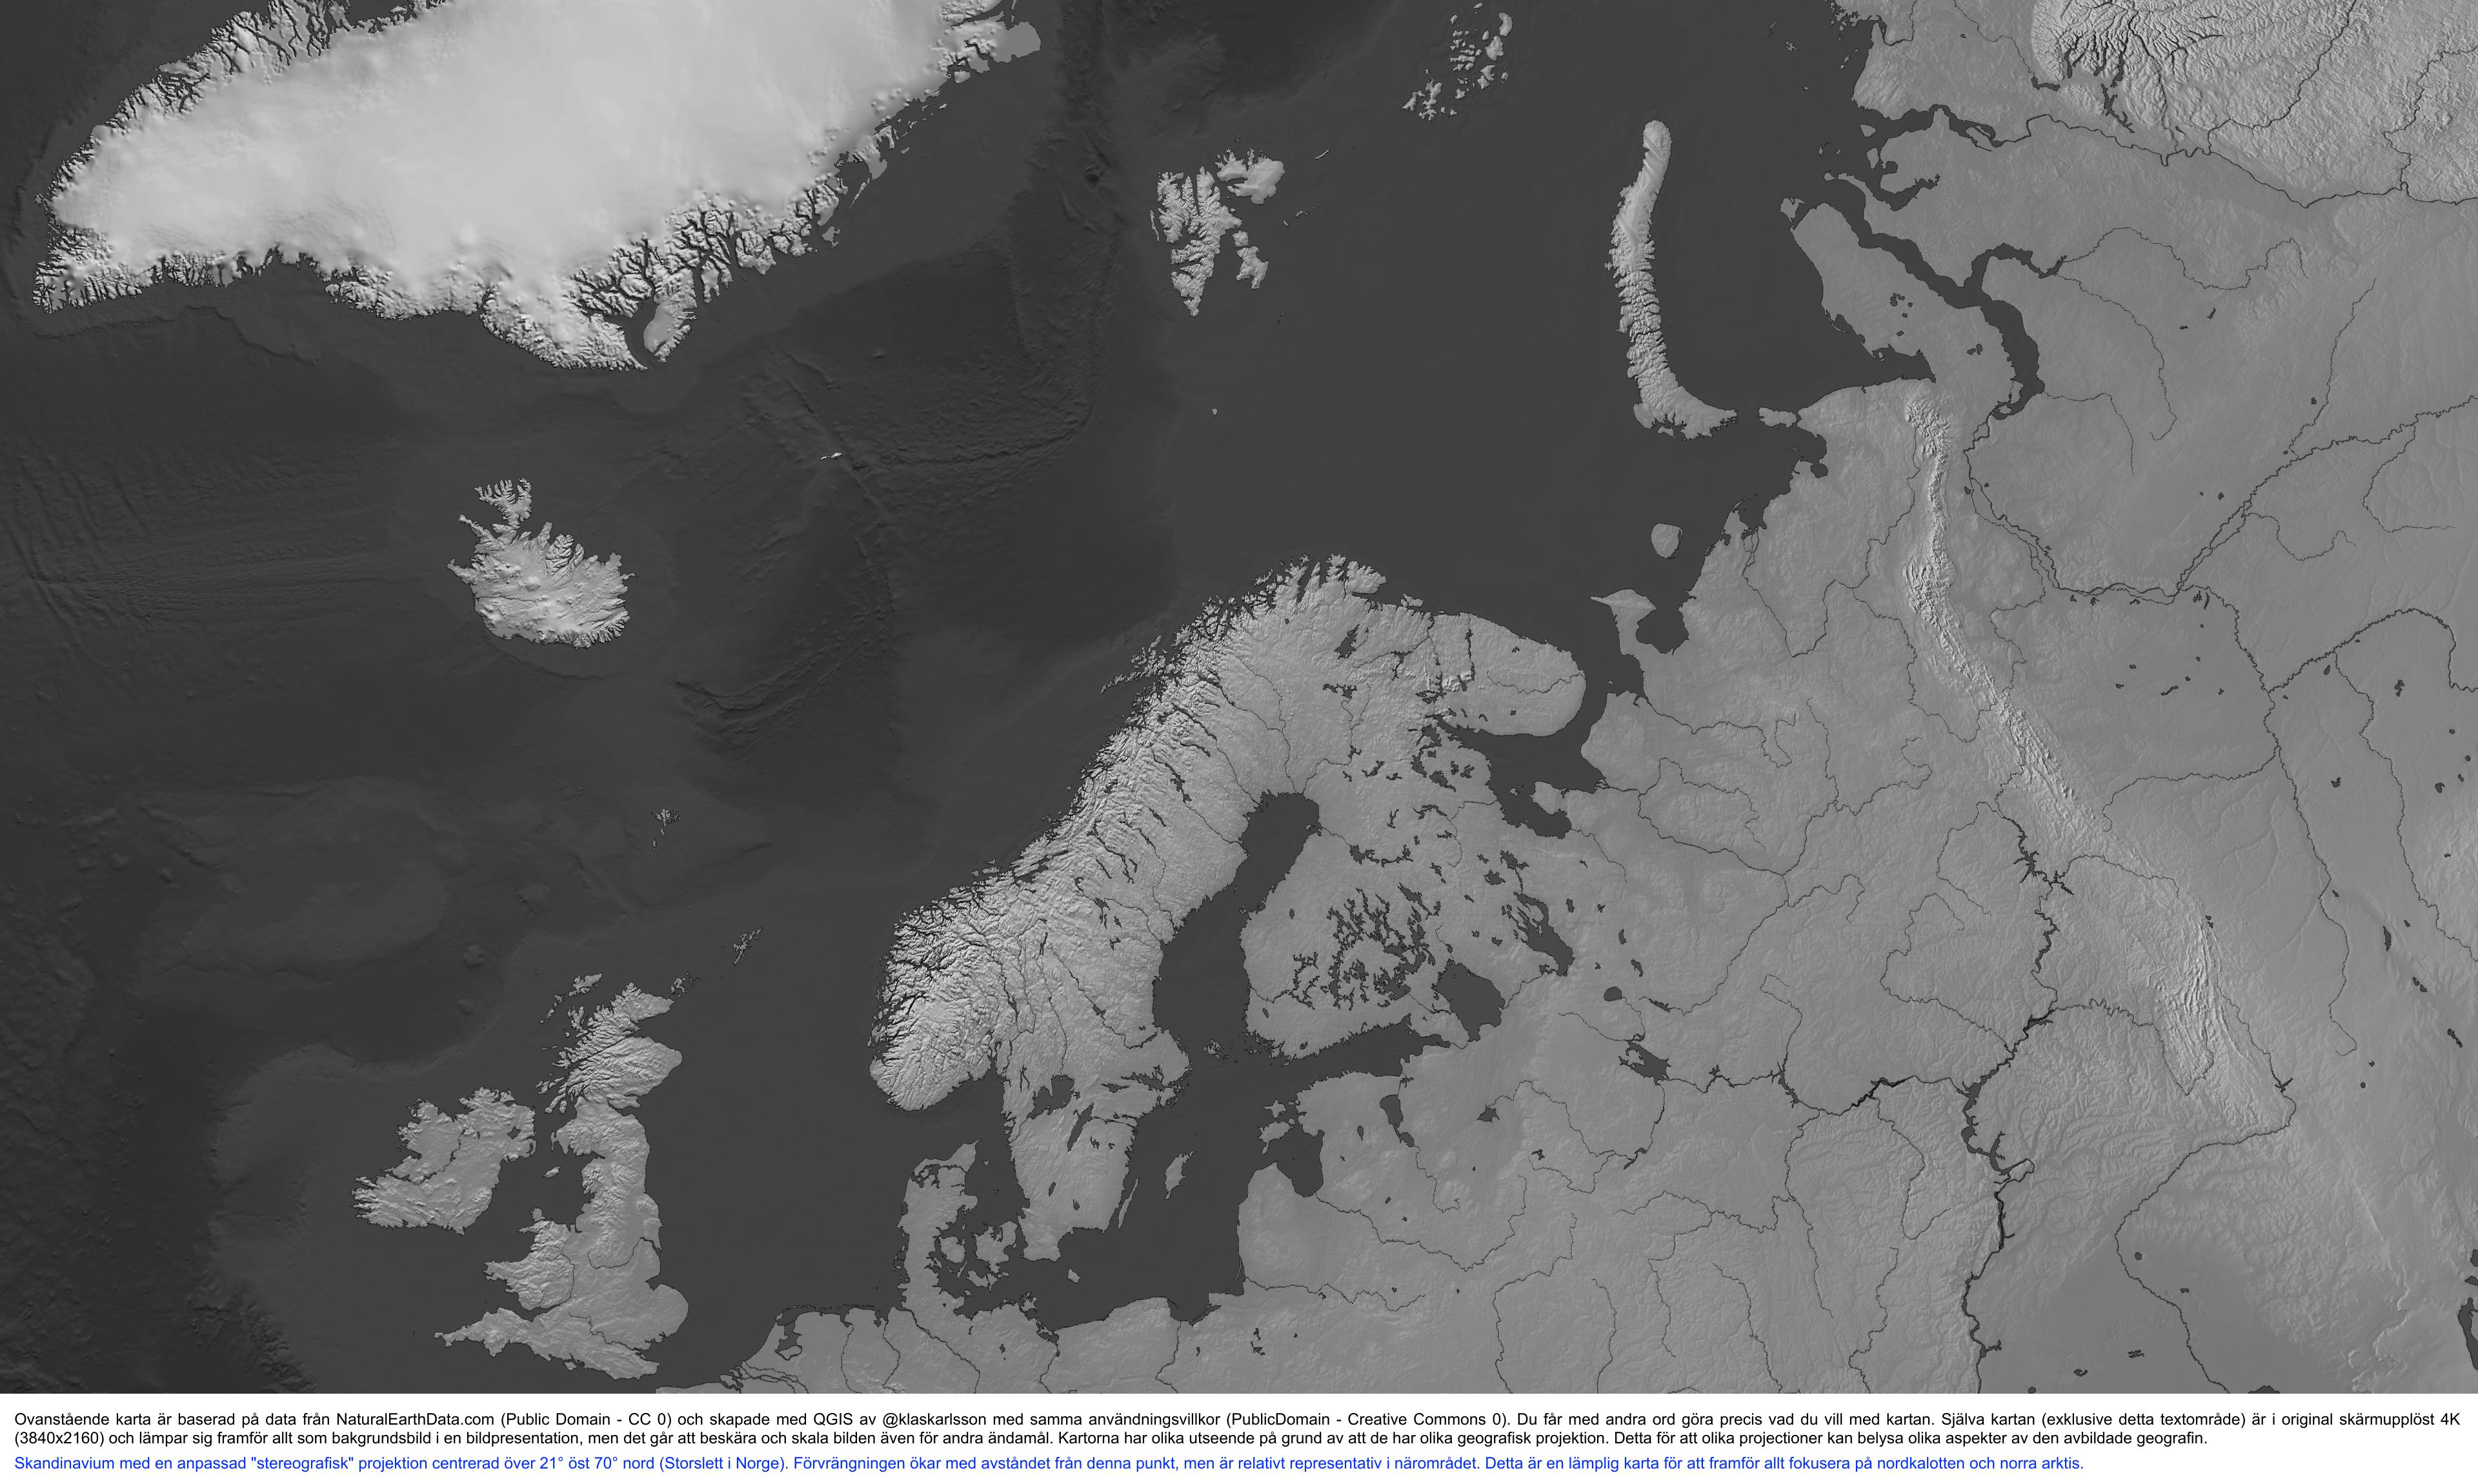 Ovanstående karta är baserad på data från NaturalEarthData.com (Public Domain - CC 0) och skapade med QGIS av @klaskarlsson med samma användningsvillkor (PublicDomain - Creative Commons 0). Du får med andra ord göra precis vad du vill med kartan. Själva kartan (exklusive detta textområde) är i original skärmupplöst 4K
(3840x2160) och lämpar sig framför allt som bakgrundsbild i en bildpresentation, men det går att beskära och skala bilden även för andra ändamål. Kartorna har olika utseende på grund av att de har olika geografisk projektion. Detta för att olika projectioner kan belysa olika aspekter av den avbildade geografin.
Skandinavium med en anpassad "stereografisk" projektion centrerad över 21° öst 70° nord (Storslett i Norge). Förvrängningen ökar med avståndet från denna punkt, men är relativt representativ i närområdet. Detta är en lämplig karta för att framför allt fokusera på nordkalotten och norra arktis.